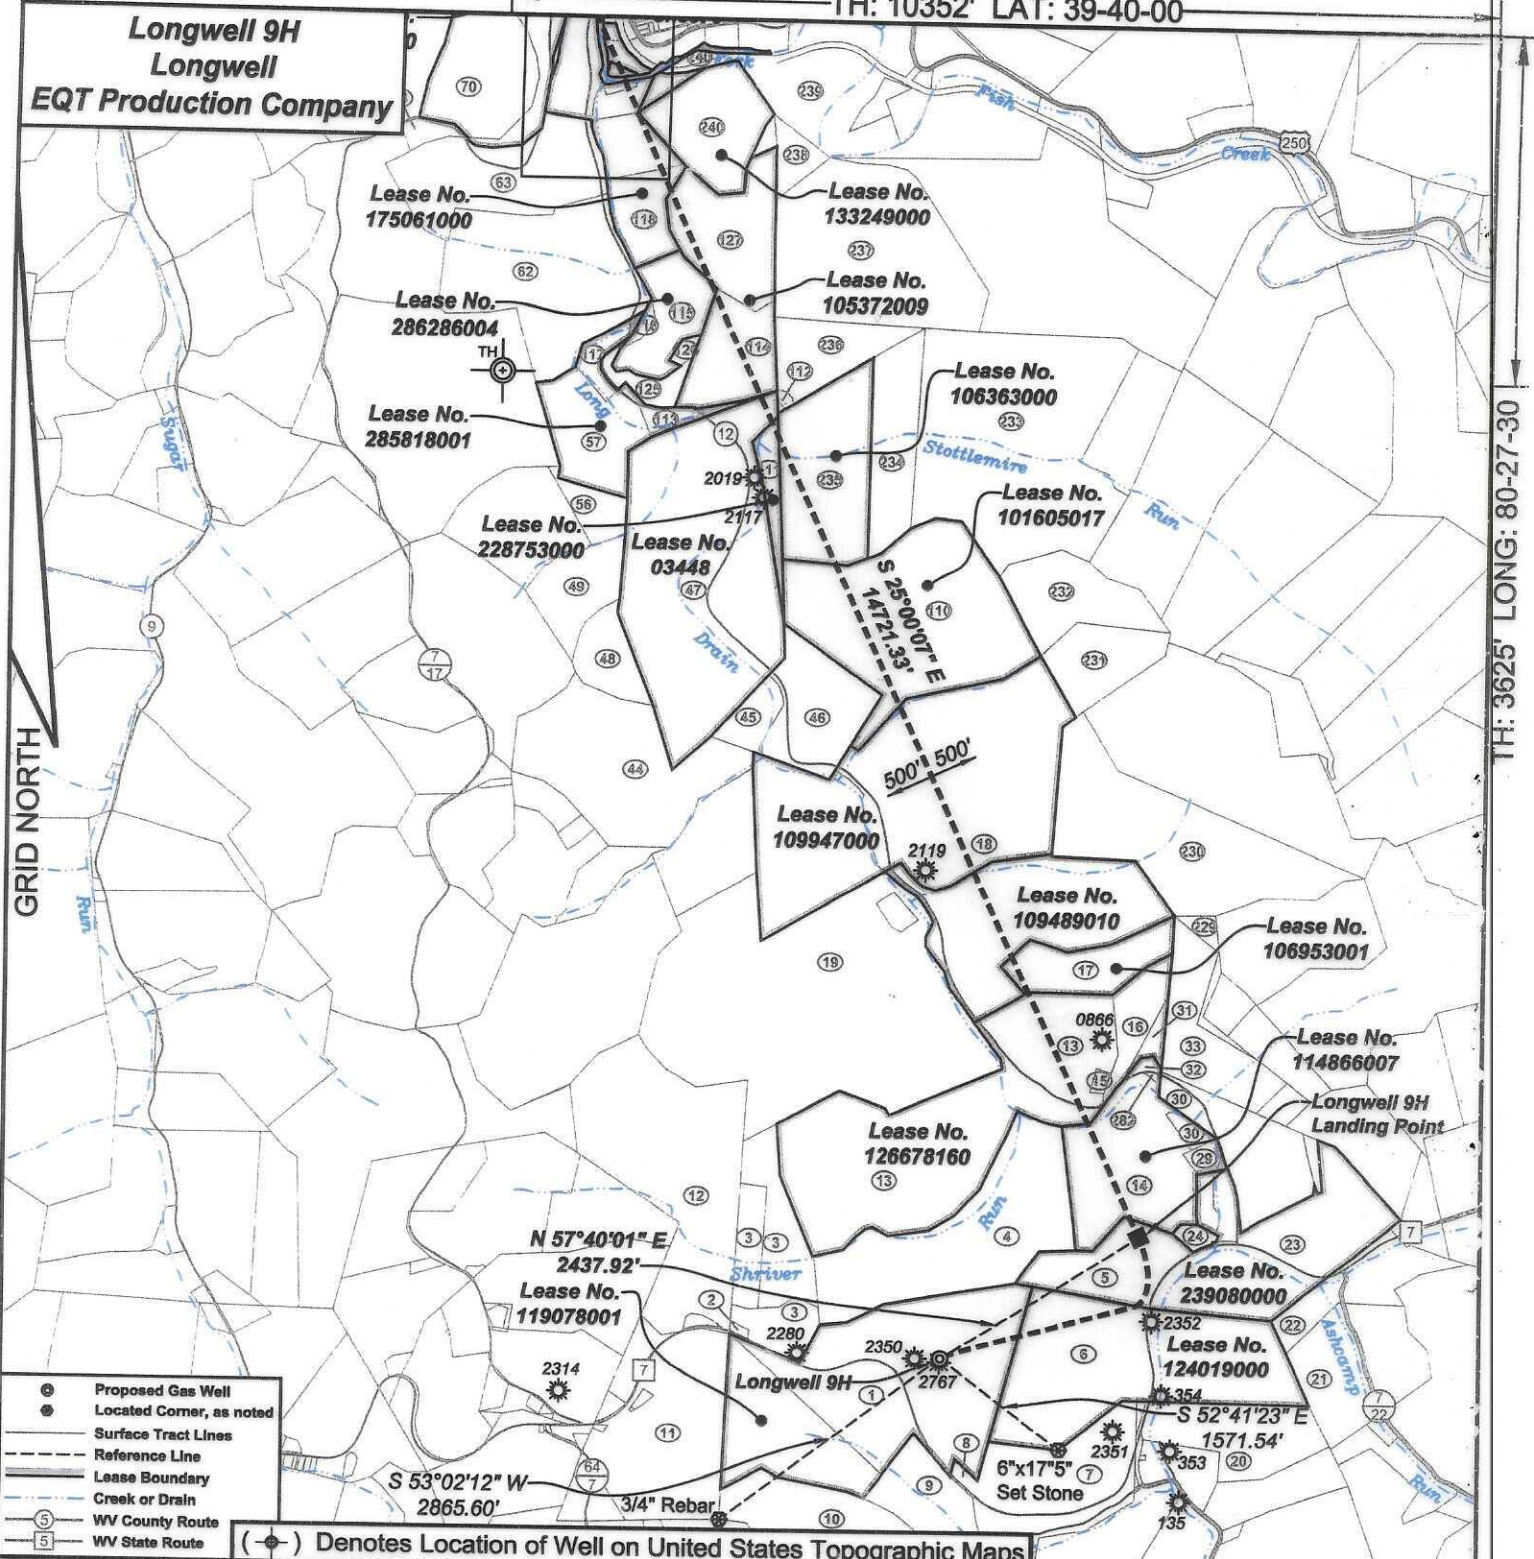 TH: 10352' LAT: 39-40-00
Longwell 9H
Longwell
EQT Production Company
70
240
Fork
239
Fish
Creek
250
240
238
63
Lease No.
175061000
118
Lease No.
133249000
127
237
62
Lease No.
286286004
115
Lease No.
105372009
TH
117
114
236
112
125
Lease No.
106363000
233
Long
Lease No.
285818001
57
113
12
Stottlemire
Run
234
235
2019
2117
56
Lease No.
228753000
Lease No.
03448
Lease No.
101605017
49
47
S 25°00'07" E
14721.33'
110
232
Sugar
9
7
17
48
Drain
231
45
46
44
500' 500'
GRID NORTH
TH: 3625' LONG: 80-27-30
Lease No.
109947000
2119
18
230
Run
Lease No.
109489010
229
Lease No.
106953001
17
19
0866
16
31
13
33
Lease No.
114866007
32
15
30
Longwell 9H
Landing Point
282
30
29
Lease No.
126678160
13
14
12
Run
4
3
3
24
23
7
N 57°40'01" E
2437.92'
Shriver
5
Lease No.
239080000
Lease No.
119078001
2
3
2280
2352
22
Lease No.
124019000
6
2350
2767
Longwell 9H
2314
7
1
354
21
Ashcamp
7
22
S 52°41'23" E
1571.54'
11
8
2351
353
20
6"x17"5"
Set Stone
7
9
64
7
S 53°02'12" W
2865.60'
3/4" Rebar
10
135
Run
Proposed Gas Well
Located Corner, as noted
Surface Tract Lines
Reference Line
Lease Boundary
Creek or Drain
5 WV County Route
5 WV State Route
( ) Denotes Location of Well on United States Topographic Maps